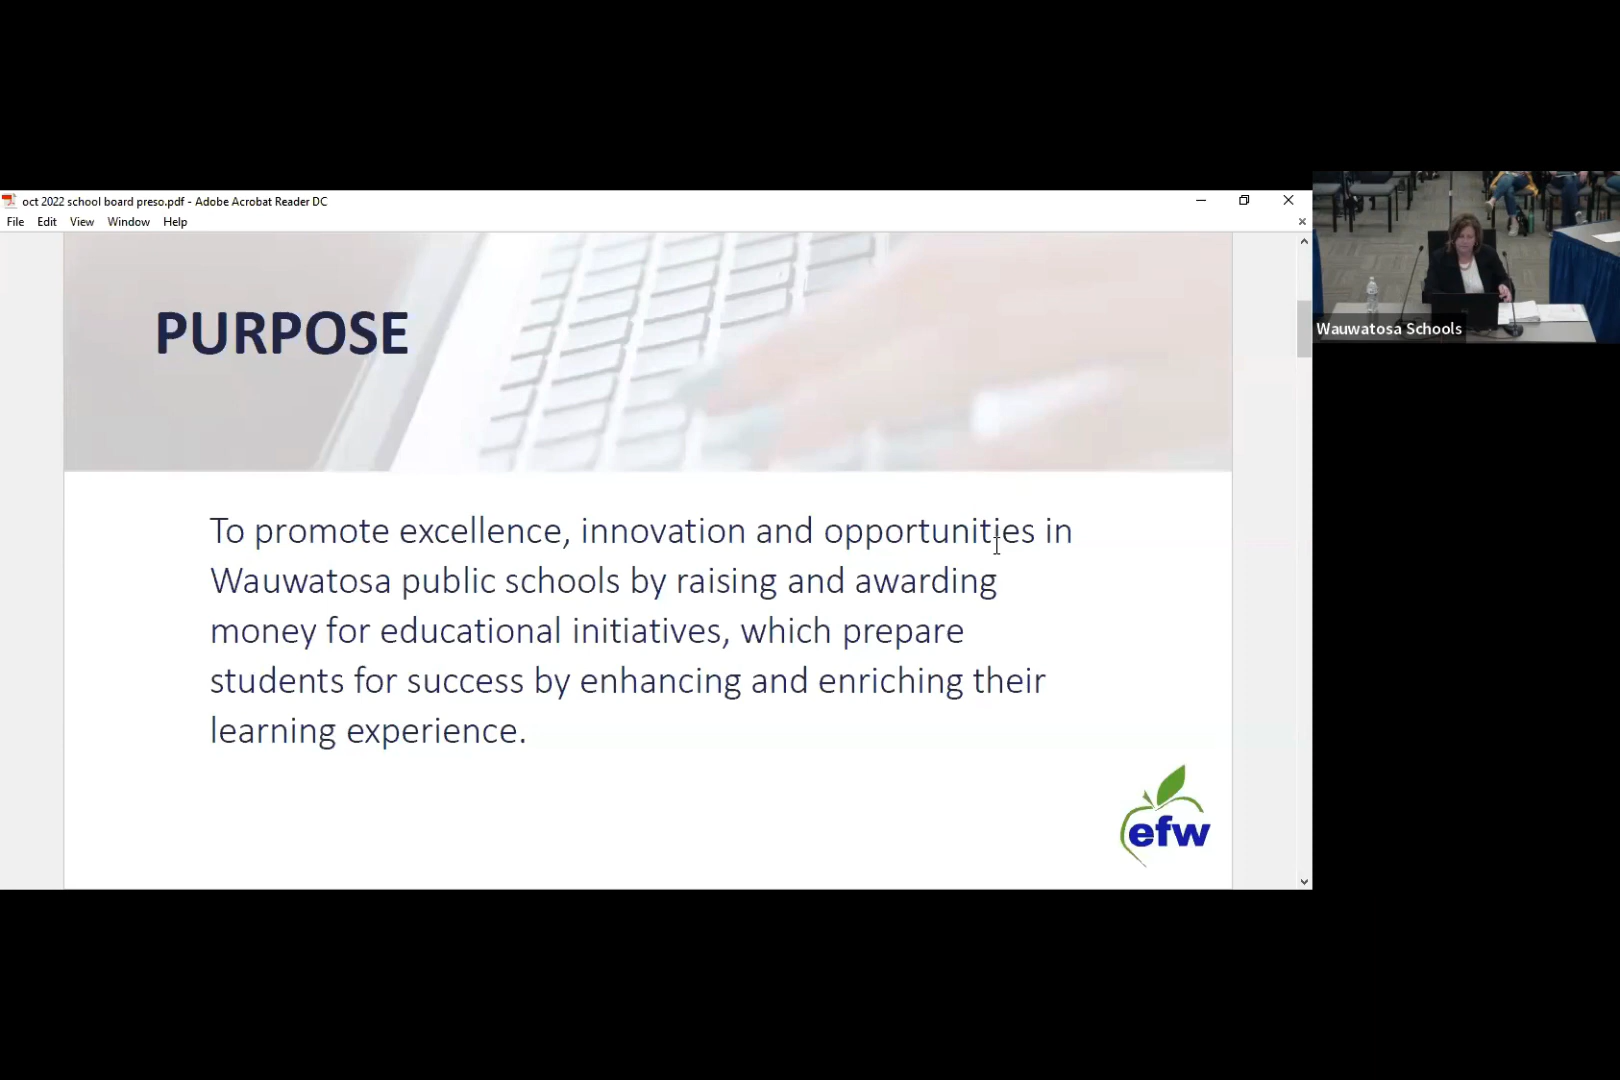 oct 2022 school board preso.pdf - Adobe Acrobat Reader DC
File Edit View Window Help
PURPOSE
To promote excellence, innovation and opportunities in
Wauwatosa public schools by raising and awarding
money for educational initiatives, which prepare
students for success by enhancing and enriching their
learning experience.
efw
Wauwatosa Schools